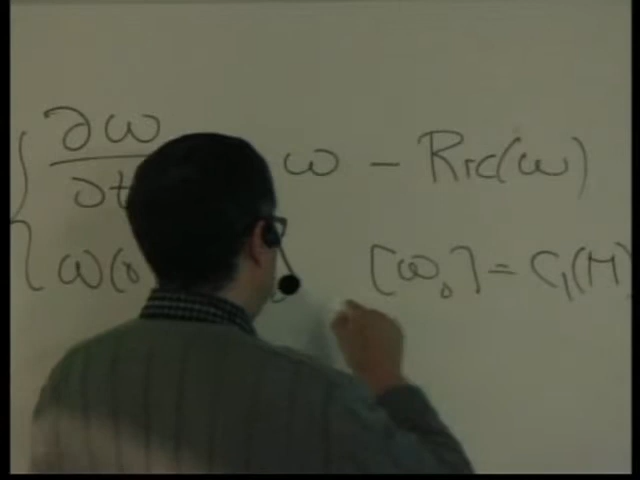 ∂ω/∂t ω − Ric(ω)
ω(0 [ω₀] = C₁(M)